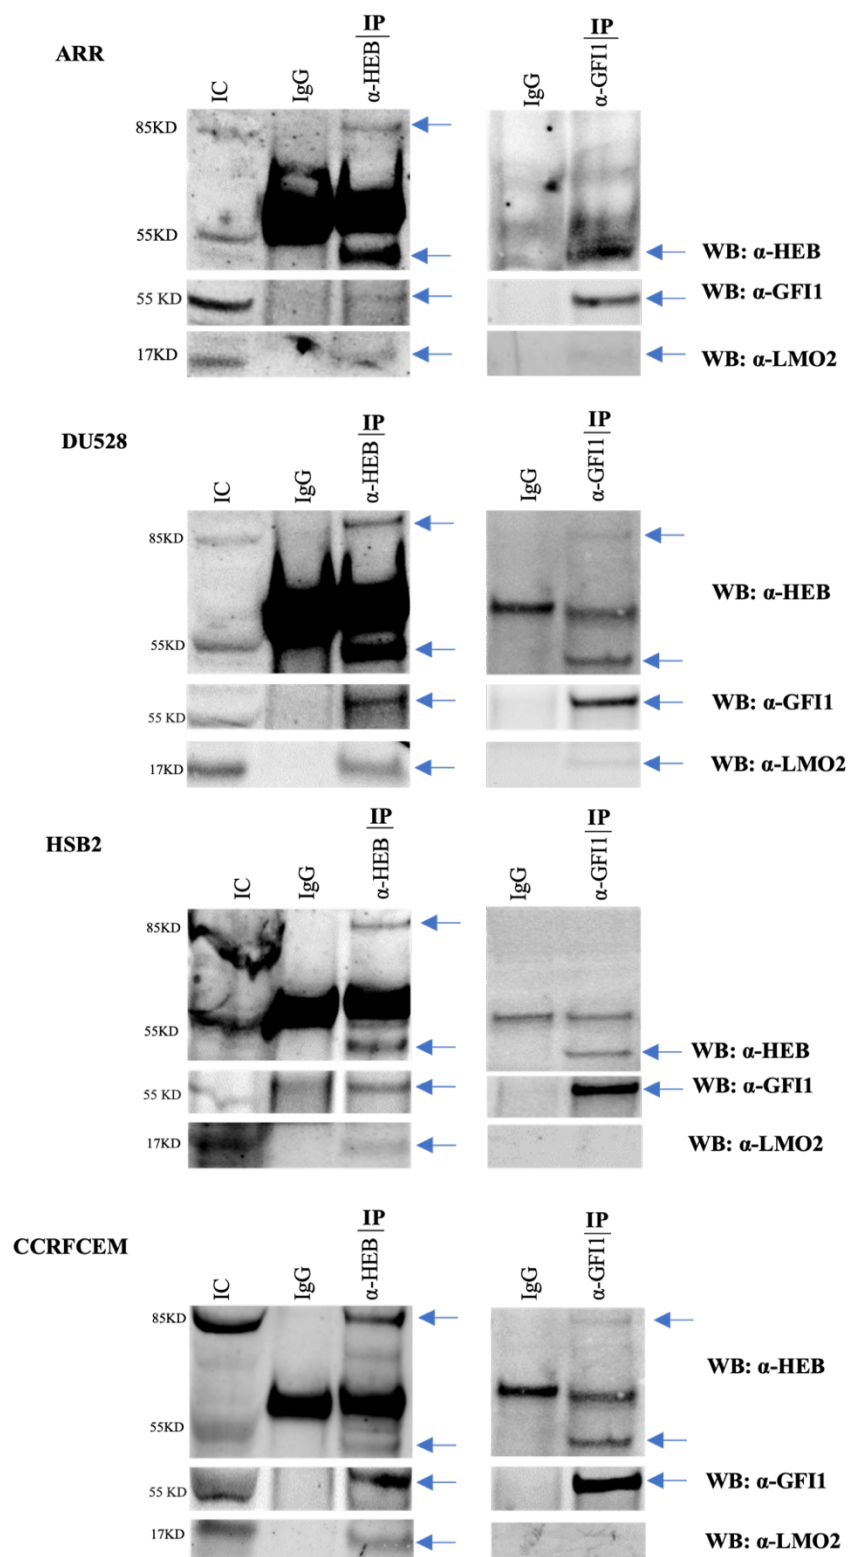 ARR
IC
IgG
IP
α-HEB
IgG
IP
α-GFI1
85KD
55KD
WB: α-HEB
55 KD
WB: α-GFI1
17KD
WB: α-LMO2
DU528
IC
IgG
IP
α-HEB
IgG
IP
α-GFI1
85KD
WB: α-HEB
55KD
55 KD
WB: α-GFI1
17KD
WB: α-LMO2
HSB2
IC
IgG
IP
α-HEB
IgG
IP
α-GFI1
85KD
55KD
WB: α-HEB
55 KD
WB: α-GFI1
17KD
WB: α-LMO2
CCRFCEM
IC
IgG
IP
α-HEB
IgG
IP
α-GFI1
85KD
WB: α-HEB
55KD
55 KD
WB: α-GFI1
17KD
WB: α-LMO2